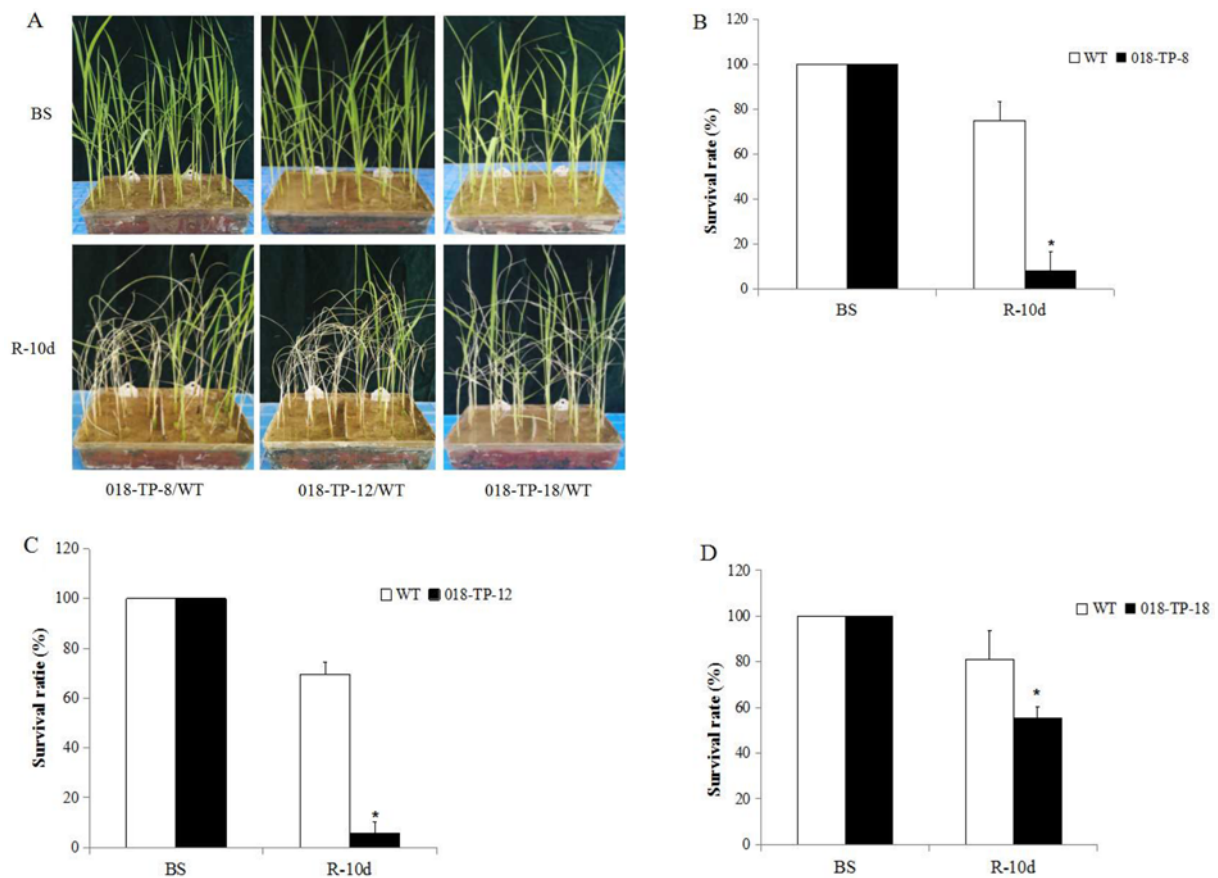 A
BS
R-10d
018-TP-8/WT
018-TP-12/WT
018-TP-18/WT
B
WT 018-TP-8
Survival rate (%)
120
100
80
60
40
20
0
*
BS
R-10d
C
WT 018-TP-12
Survival ratie (%)
120
100
80
60
40
20
0
*
BS
R-10d
D
WT 018-TP-18
Survival rate (%)
120
100
80
60
40
20
0
*
BS
R-10d